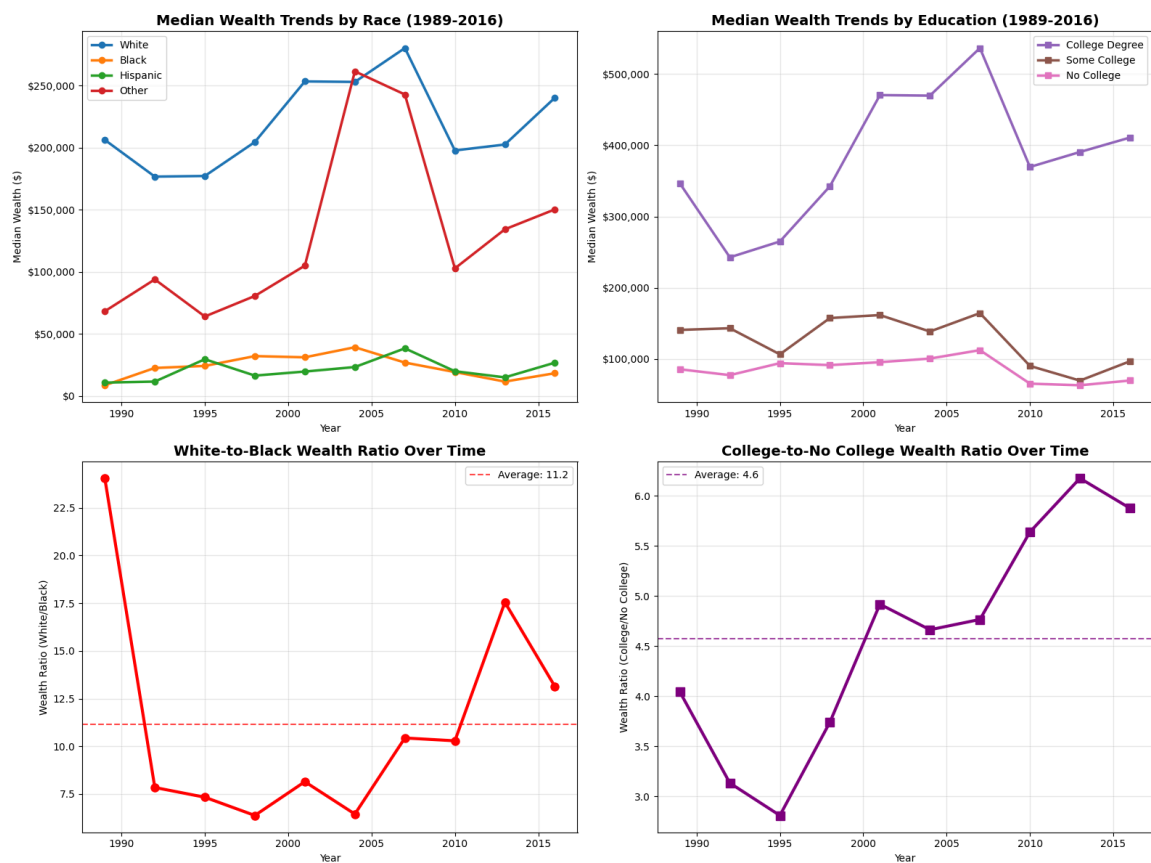 Median Wealth Trends by Race (1989-2016)
White
Black
Hispanic
Other
$250,000
$200,000
$150,000
$100,000
$50,000
$0
Median Wealth ($)
1990
1995
2000
2005
2010
2015
Year
Median Wealth Trends by Education (1989-2016)
College Degree
Some College
No College
$500,000
$400,000
$300,000
$200,000
$100,000
Median Wealth ($)
1990
1995
2000
2005
2010
2015
Year
White-to-Black Wealth Ratio Over Time
Average: 11.2
22.5
20.0
17.5
15.0
12.5
10.0
7.5
Wealth Ratio (White/Black)
1990
1995
2000
2005
2010
2015
Year
College-to-No College Wealth Ratio Over Time
Average: 4.6
6.0
5.5
5.0
4.5
4.0
3.5
3.0
Wealth Ratio (College/No College)
1990
1995
2000
2005
2010
2015
Year